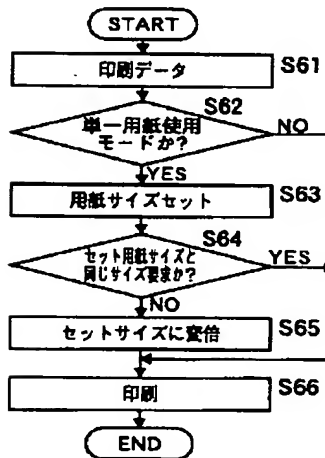 START
印刷データ
S61
S62
単一用紙使用
モードか?
NO
YES
用紙サイズセット
S63
S64
セット用紙サイズと
同じサイズ要求か?
YES
NO
セットサイズに変倍
S65
印刷
S66
END